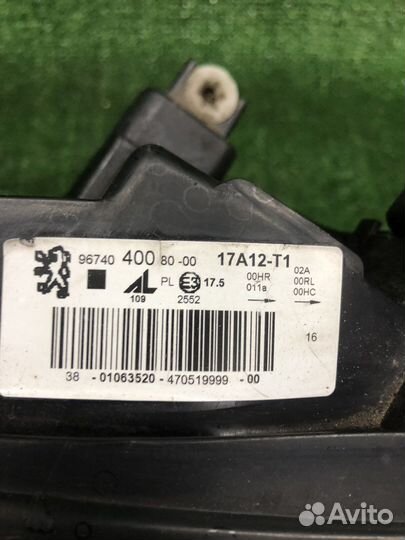 96740 400 80-00 17A12-T1
AL PL E3 17.5 00HR 02A
011a 00RL
00HC
109 2552
16
38 - 01063520 - 470519999 - 00
Avito